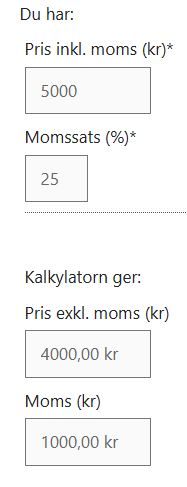 Du har:
Pris inkl. moms (kr)*
5000
Momssats (%)*
25
Kalkylatorn ger:
Pris exkl. moms (kr)
4000,00 kr
Moms (kr)
1000,00 kr